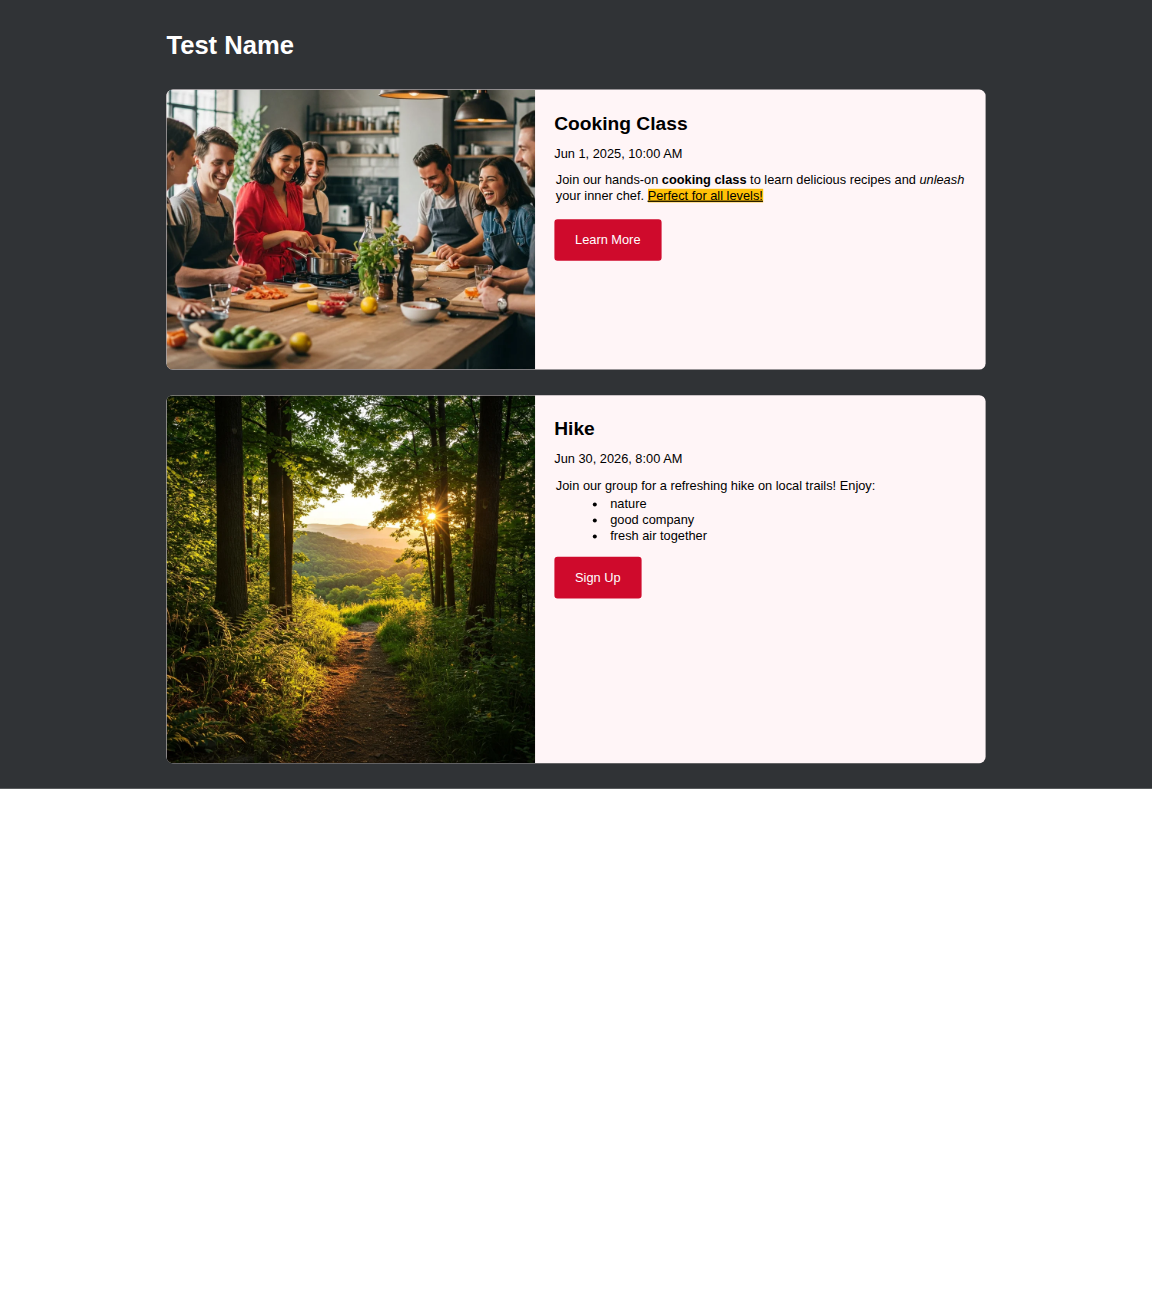 Test Name
Cooking Class
Jun 1, 2025, 10:00 AM
Join our hands-on cooking class to learn delicious recipes and unleash
your inner chef. Perfect for all levels!
Learn More
Hike
Jun 30, 2026, 8:00 AM
Join our group for a refreshing hike on local trails! Enjoy:
• nature
• good company
• fresh air together
Sign Up